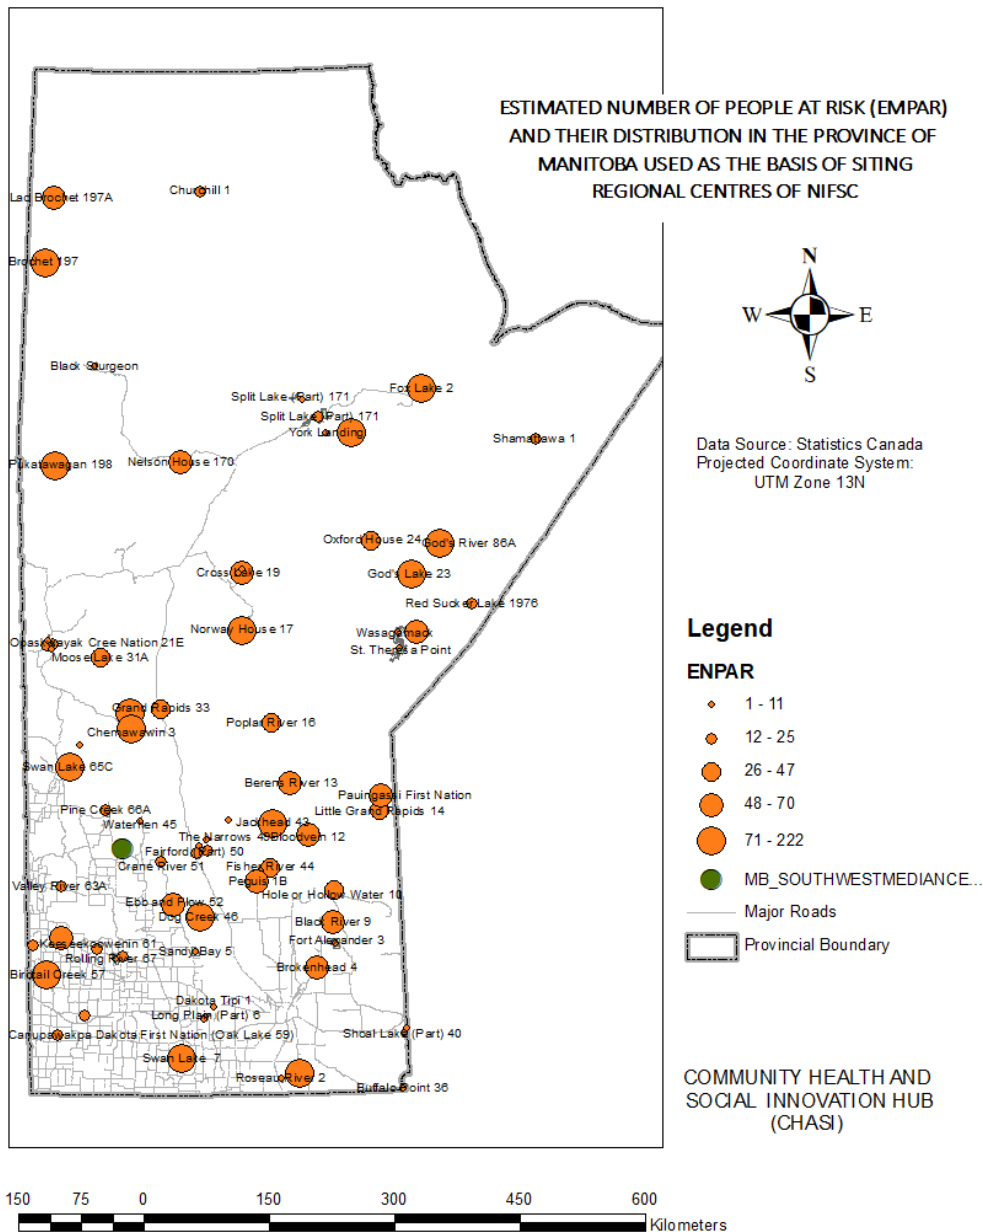 ESTIMATED NUMBER OF PEOPLE AT RISK (EMPAR)
AND THEIR DISTRIBUTION IN THE PROVINCE OF
MANITOBA USED AS THE BASIS OF SITING
REGIONAL CENTRES OF NIFSC
Churchill 1
Lac Brochet 197A
Brochet 197
N
W
E
S
Black Sturgeon
Fox Lake 2
Split Lake (Part) 171
Split Lake (Part) 171
York Landing
Shamattawa 1
Data Source: Statistics Canada
Projected Coordinate System:
UTM Zone 13N
Pukatawagan 198
Nelson House 170
Oxford House 24
God's River 86A
Cross Lake 19
God's Lake 23
Red Sucker Lake 1976
Norway House 17
Wasagamack
Opaskwayak Cree Nation 21E
St. Theresa Point
Moose Lake 31A
Legend
ENPAR
1 - 11
12 - 25
26 - 47
48 - 70
71 - 222
MB_SOUTHWESTMEDIANCE...
Major Roads
Provincial Boundary
Grand Rapids 33
Poplar River 16
Chemawawin 3
Swan Lake 65C
Berens River 13
Pauingassi First Nation
Pine Creek 66A
Little Grand Rapids 14
Waterhen 45
Jackhead 43
The Narrows 49
Bloodvein 12
Fairford (Part) 50
Crane River 51
Fisher River 44
Valley River 63A
Peguis 1B
Hole or Hollow Water 10
Ebb and Flow 52
Dog Creek 46
Black River 9
Keeseekoowenin 61
Fort Alexander 3
Rolling River 67
Sandy Bay 5
Birdtail Creek 57
Brokenhead 4
Dakota Tipi 1
Long Plain (Part) 6
Canupawakpa Dakota First Nation (Oak Lake 59)
Shoal Lake (Part) 40
Swan Lake 7
Roseau River 2
Buffalo Point 36
COMMUNITY HEALTH AND
SOCIAL INNOVATION HUB
(CHASI)
150 75 0 150 300 450 600
Kilometers